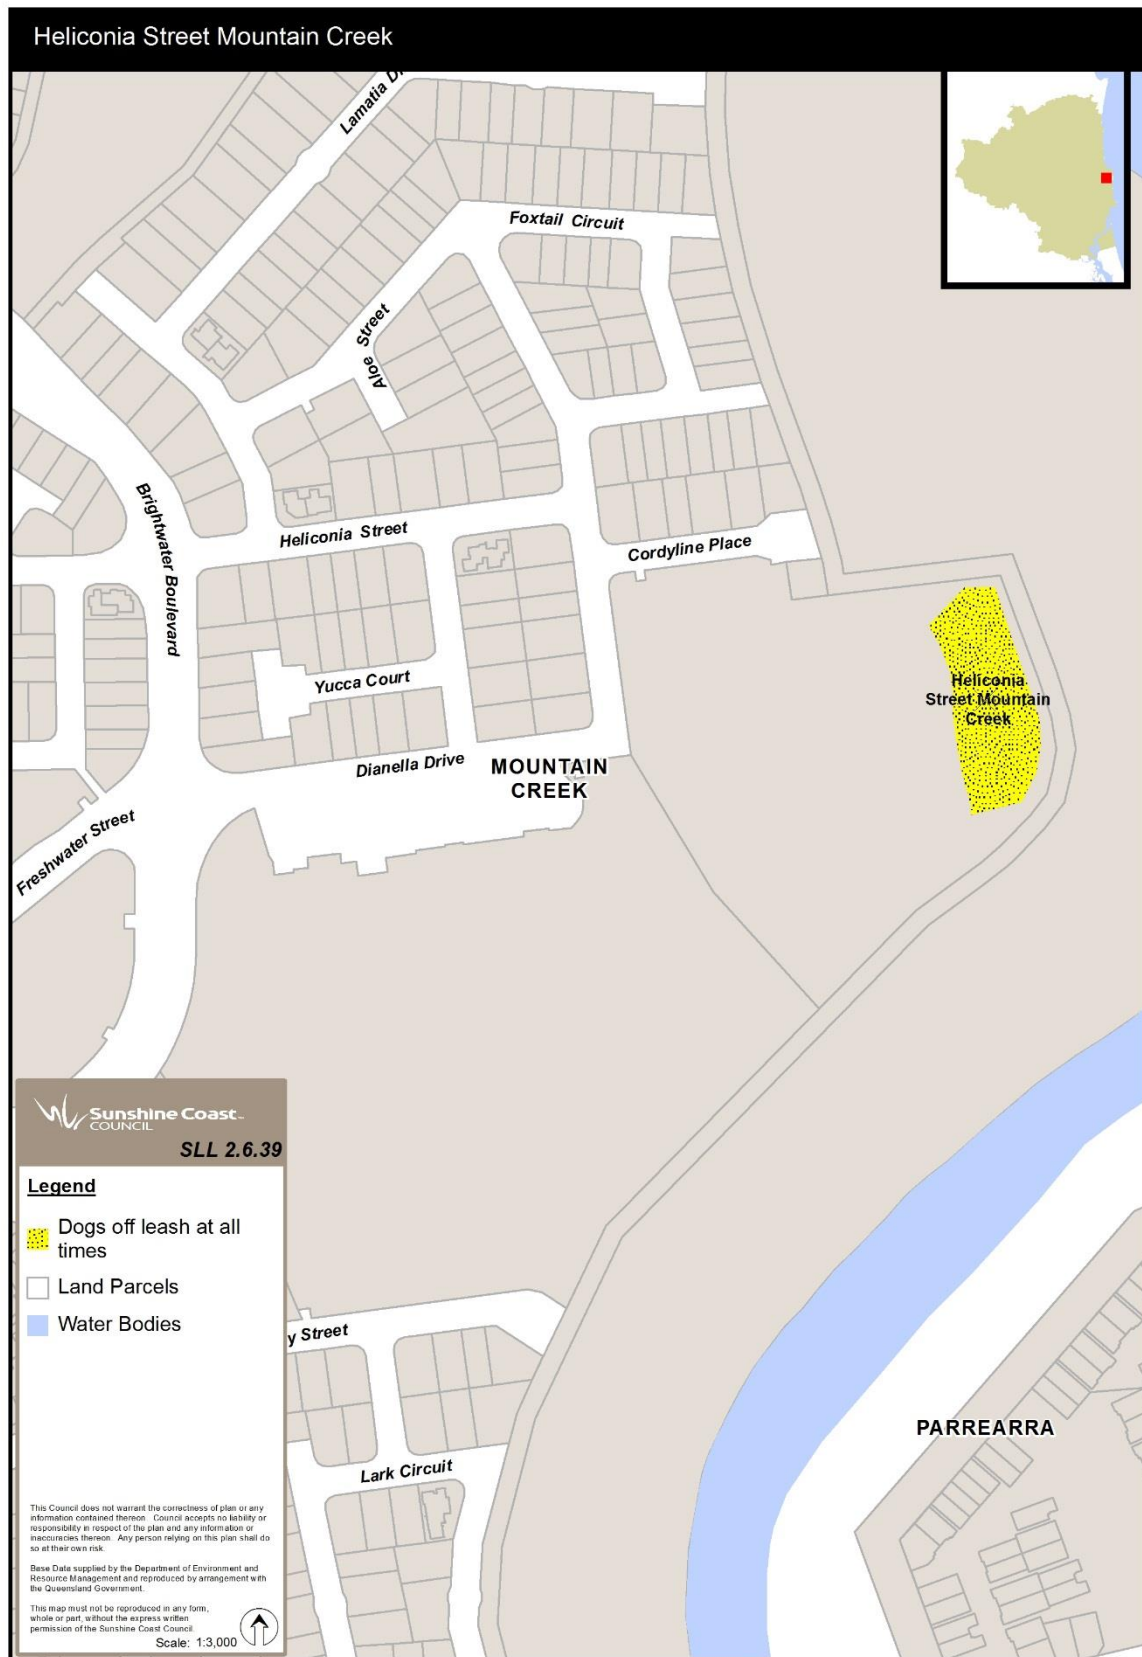 Heliconia Street Mountain Creek
Lamatia D
Foxtail Circuit
Aloe Street
Brightwater Boulevard
Heliconia Street
Cordyline Place
Yucca Court
Heliconia
Street Mountain
Creek
Dianella Drive
MOUNTAIN
CREEK
Freshwater Street
Sunshine Coast
COUNCIL
SLL 2.6.39
Legend
Dogs off leash at all
times
Land Parcels
Water Bodies
y Street
PARREARRA
Lark Circuit
This Council does not warrant the correctness of plan or any
information contained thereon. Council accepts no liability or
responsibility in respect of the plan and any information or
inaccuracies thereon. Any person relying on this plan shall do
so at their own risk.
Base Data supplied by the Department of Environment and
Resource Management and reproduced by arrangement with
the Queensland Government.
This map must not be reproduced in any form,
whole or part, without the express written
permission of the Sunshine Coast Council.
Scale: 1:3,000